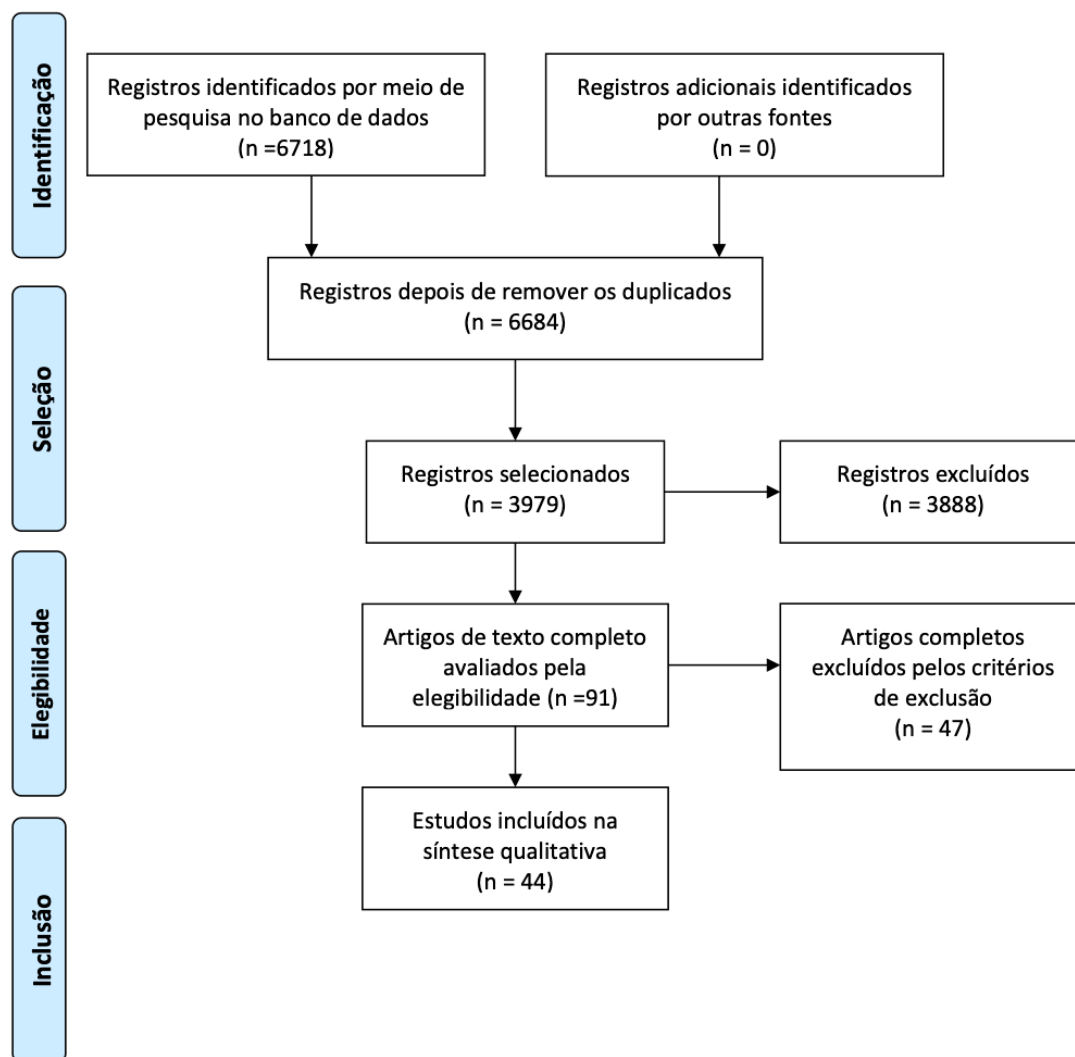 Identificação
Registros identificados por meio de
pesquisa no banco de dados
(n =6718)
Registros adicionais identificados
por outras fontes
(n = 0)
Registros depois de remover os duplicados
(n = 6684)
Seleção
Registros selecionados
(n = 3979)
Registros excluídos
(n = 3888)
Elegibilidade
Artigos de texto completo
avaliados pela
elegibilidade (n =91)
Artigos completos
excluídos pelos critérios
de exclusão
(n = 47)
Inclusão
Estudos incluídos na
síntese qualitativa
(n = 44)